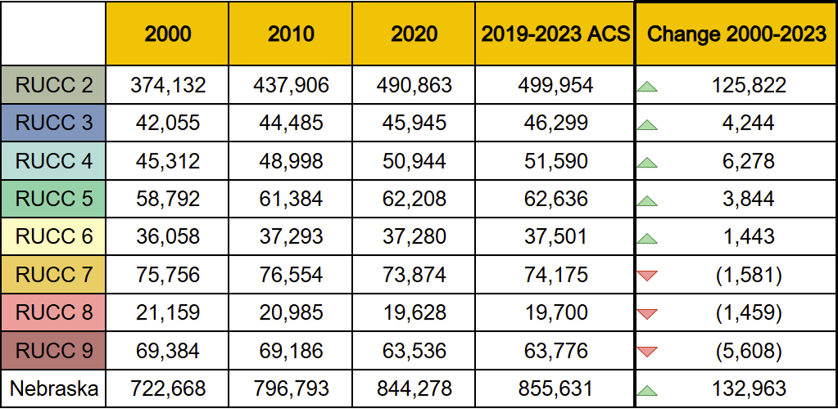 2000 2010 2020 2019-2023 ACS Change 2000-2023
RUCC 2 374,132 437,906 490,863 499,954 125,822
RUCC 3 42,055 44,485 45,945 46,299 4,244
RUCC 4 45,312 48,998 50,944 51,590 6,278
RUCC 5 58,792 61,384 62,208 62,636 3,844
RUCC 6 36,058 37,293 37,280 37,501 1,443
RUCC 7 75,756 76,554 73,874 74,175 (1,581)
RUCC 8 21,159 20,985 19,628 19,700 (1,459)
RUCC 9 69,384 69,186 63,536 63,776 (5,608)
Nebraska 722,668 796,793 844,278 855,631 132,963